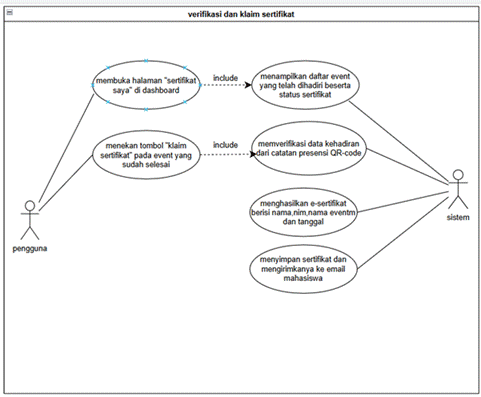 verifikasi dan klaim sertifikat
membuka halaman "sertifikat
saya" di dashboard
include
menampilkan daftar event
yang telah dihadiri beserta
status sertifikat
menekan tombol "klaim
sertifikat" pada event yang
sudah selesai
include
memverifikasi data kehadiran
dari catatan presensi QR-code
menghasilkan e-sertifikat
berisi nama,nim,nama eventm
dan tanggal
menyimpan sertifikat dan
mengirimkanya ke email
mahasiswa
pengguna
sistem